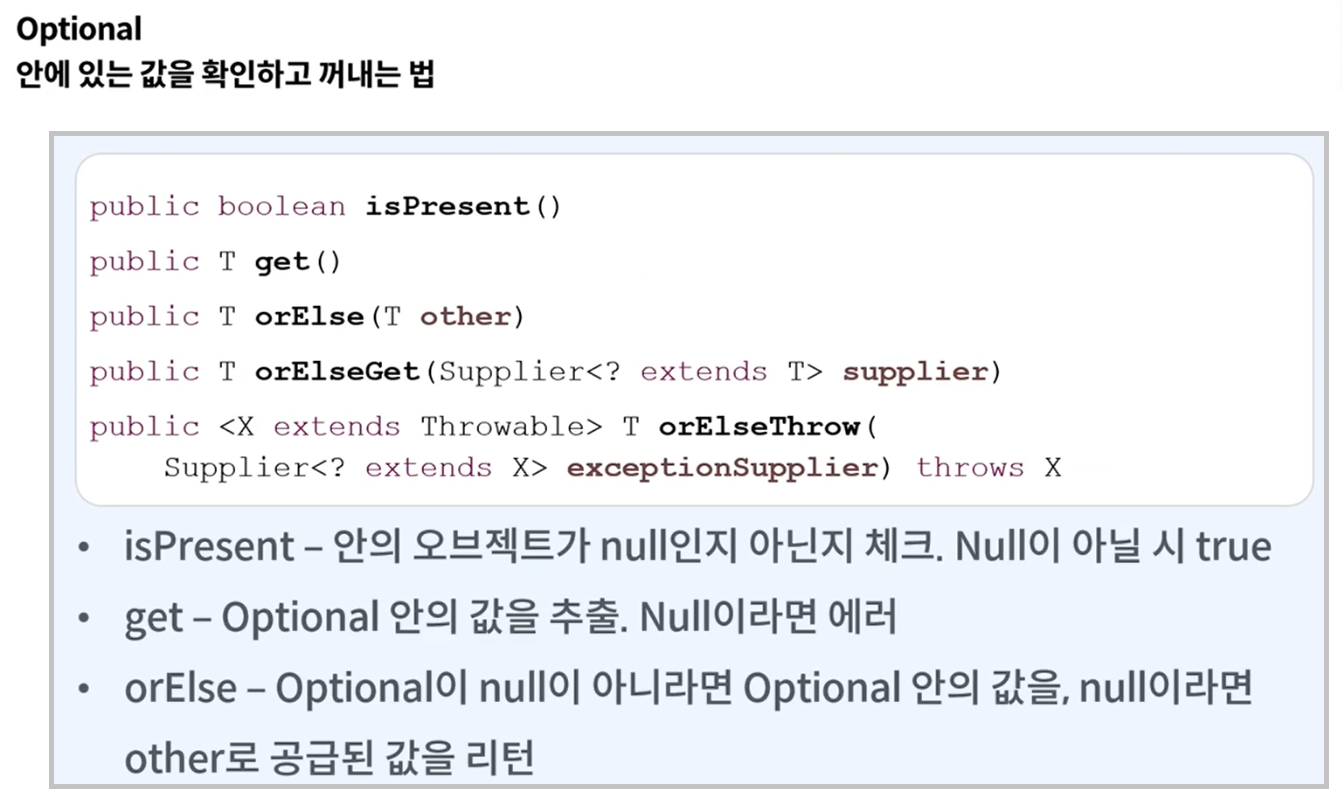 Optional
안에 있는 값을 확인하고 꺼내는 법
public boolean isPresent()
public T get()
public T orElse(T other)
public T orElseGet(Supplier<? extends T> supplier)
public <X extends Throwable> T orElseThrow(
Supplier<? extends X> exceptionSupplier) throws X
• isPresent – 안의 오브젝트가 null인지 아닌지 체크. Null이 아닐 시 true
• get – Optional 안의 값을 추출. Null이라면 에러
• orElse – Optional이 null이 아니라면 Optional 안의 값을, null이라면
other로 공급된 값을 리턴